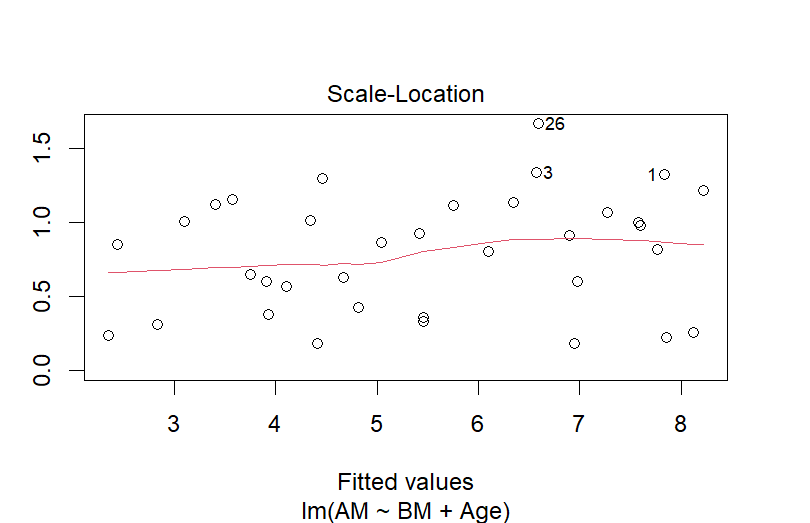 Scale-Location
1.5
1.0
0.5
0.0
26
3
1
3 4 5 6 7 8
Fitted values
lm(AM ~ BM + Age)